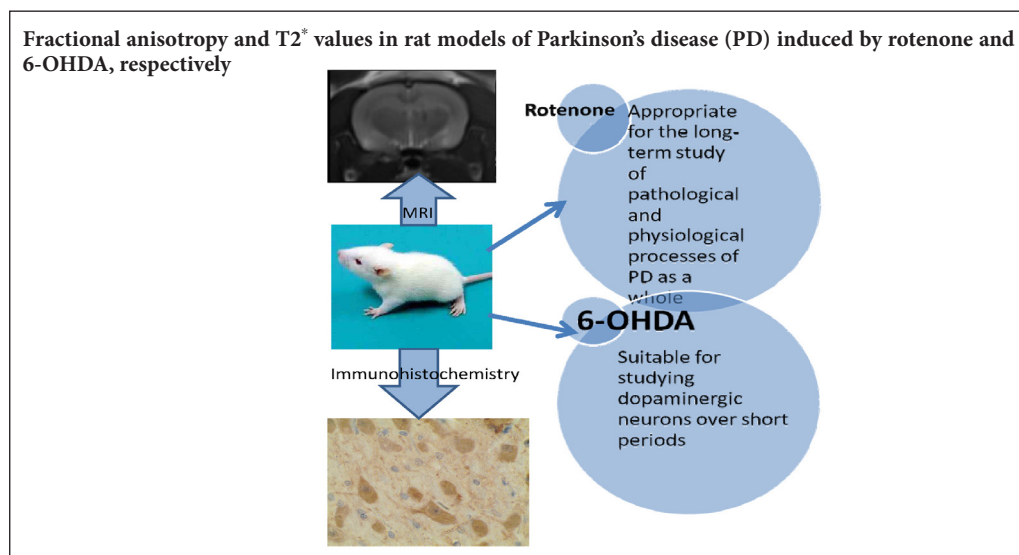 Fractional anisotropy and T2* values in rat models of Parkinson's disease (PD) induced by rotenone and
6-OHDA, respectively
MRI
Immunohistochemistry
Rotenone
Appropriate
for the long-
term study
of
pathological
and
physiological
processes of
PD as a
whole
6-OHDA
Suitable for
studying
dopaminergic
neurons over short
periods